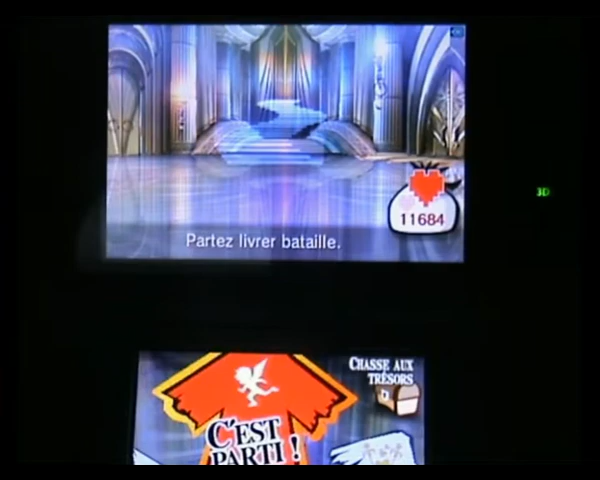 11684
Partez livrer bataille.
3D
CHASSE AUX
TRÉSORS
C'EST
PARTI !